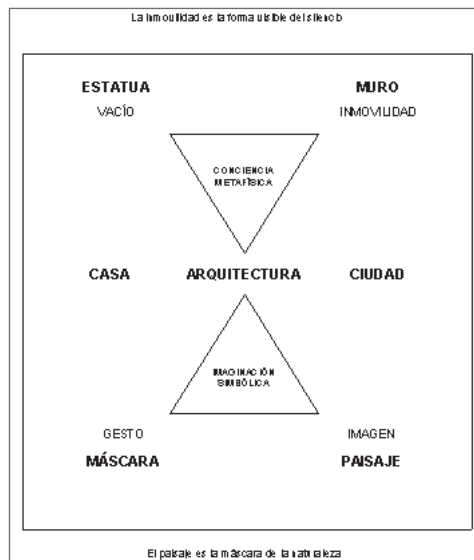 La inmovilidad es la forma visible del silencio
ESTATUA MURO
VACÍO INMOVILIDAD
CONCIENCIA
METAFÍSICA
CASA ARQUITECTURA CIUDAD
IMAGINACIÓN
SIMBÓLICA
GESTO IMAGEN
MÁSCARA PAISAJE
El paisaje es la máscara de la naturaleza